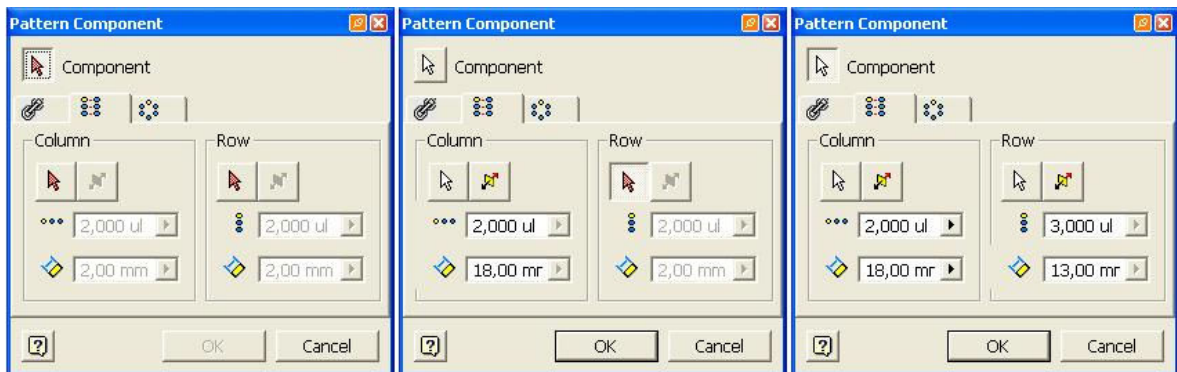 Pattern Component
Component
Column Row
2,000 ul 2,000 ul
2,00 mm 2,00 mm
OK Cancel
Pattern Component
Component
Column Row
2,000 ul 2,000 ul
18,00 mr 2,00 mm
OK Cancel
Pattern Component
Component
Column Row
2,000 ul 3,000 ul
18,00 mr 13,00 mr
OK Cancel